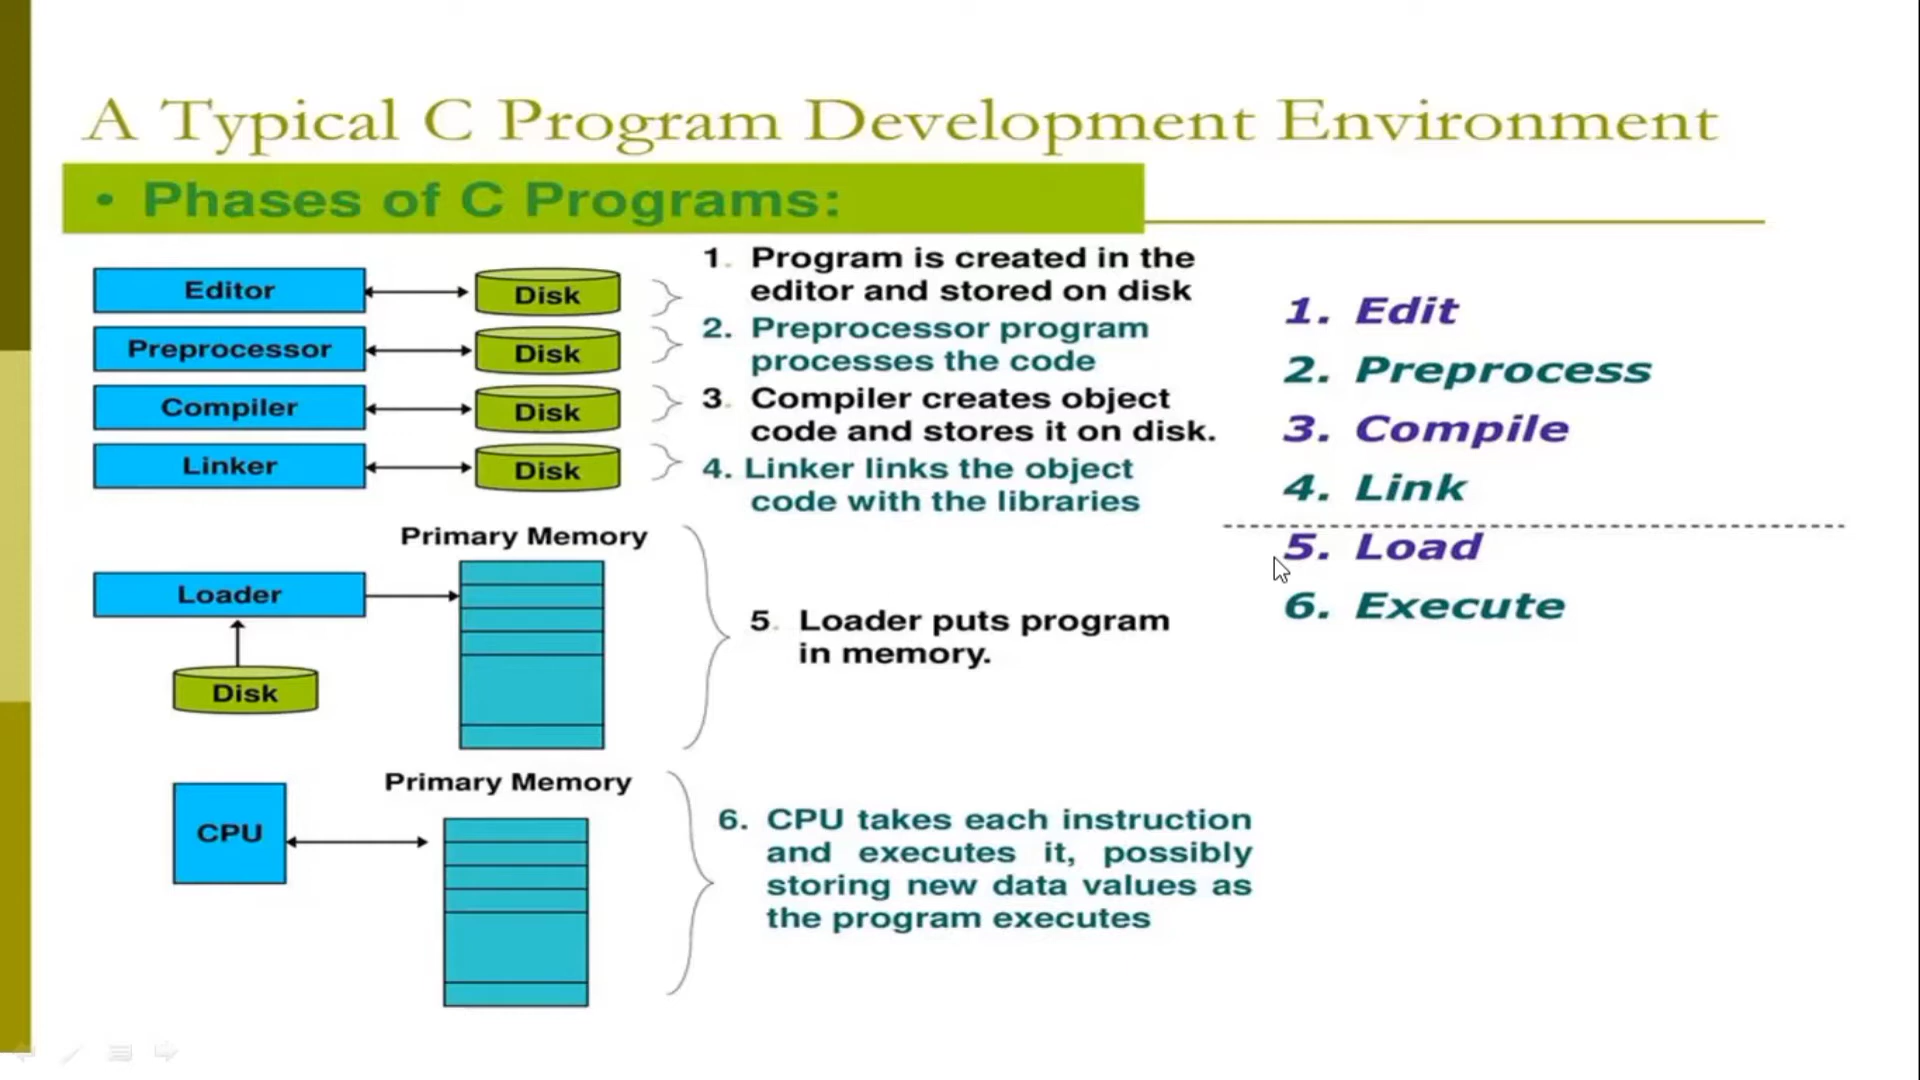 A Typical C Program Development Environment
• Phases of C Programs:
Editor
Disk
Preprocessor
Disk
Compiler
Disk
Linker
Disk
1. Program is created in the
editor and stored on disk
2. Preprocessor program
processes the code
3. Compiler creates object
code and stores it on disk.
4. Linker links the object
code with the libraries
1. Edit
2. Preprocess
3. Compile
4. Link
5. Load
6. Execute
Primary Memory
Loader
Disk
5. Loader puts program
in memory.
Primary Memory
CPU
6. CPU takes each instruction
and executes it, possibly
storing new data values as
the program executes